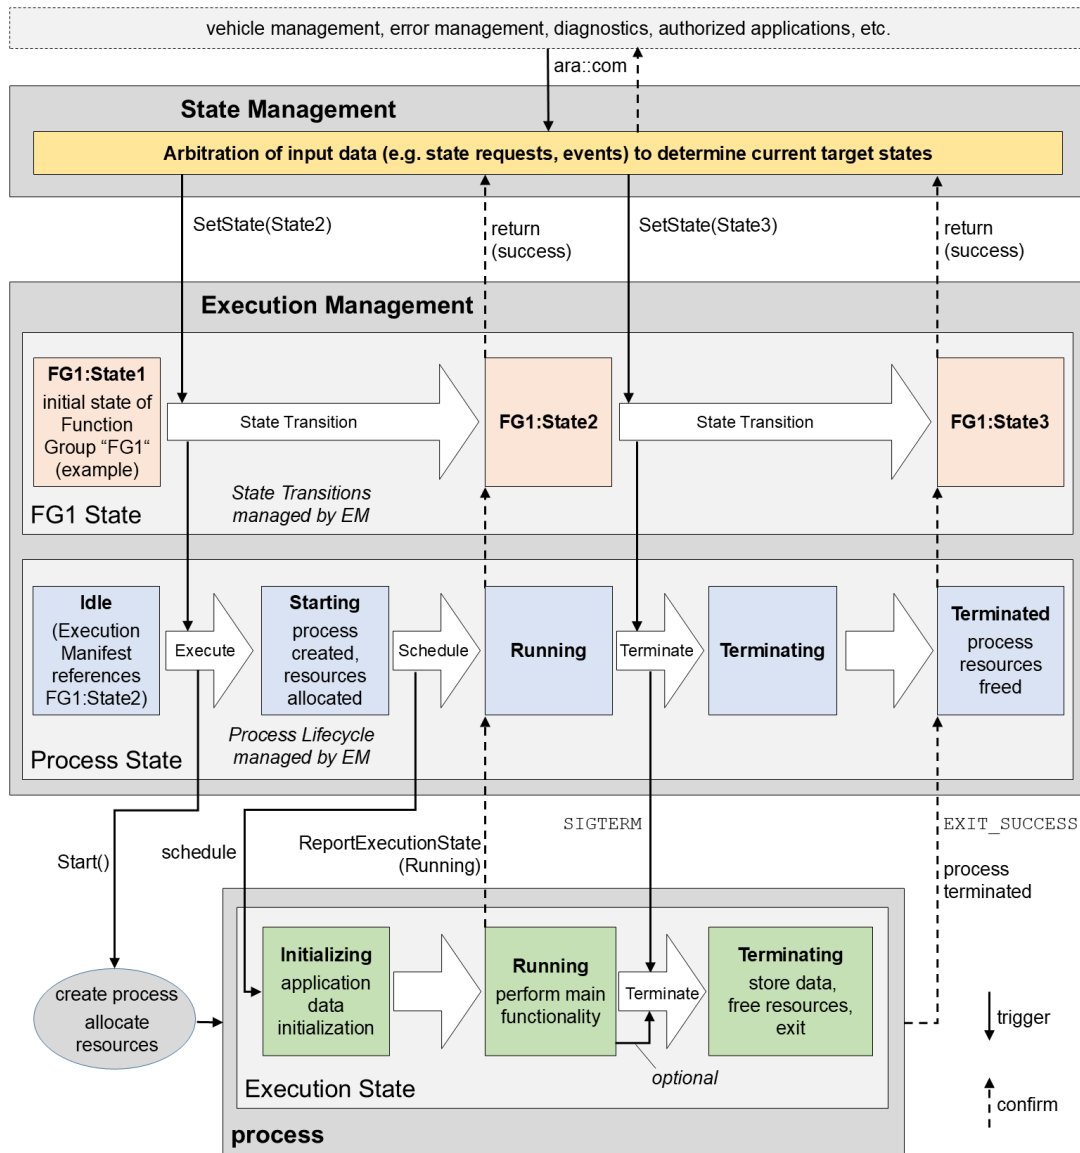 vehicle management, error management, diagnostics, authorized applications, etc.
ara::com
State Management
Arbitration of input data (e.g. state requests, events) to determine current target states
SetState(State2)
return
(success)
SetState(State3)
return
(success)
Execution Management
FG1:State1
initial state of
Function
Group “FG1“
(example)
State Transition
FG1:State2
State Transition
FG1:State3
State Transitions
managed by EM
FG1 State
Idle
(Execution
Manifest
references
FG1:State2)
Execute
Starting
process
created,
resources
allocated
Schedule
Running
Terminate
Terminating
Terminated
process
resources
freed
Process Lifecycle
managed by EM
Process State
Start()
schedule
ReportExecutionState
(Running)
SIGTERM
EXIT_SUCCESS
process
terminated
create process
allocate
resources
Initializing
application
data
initialization
Running
perform main
functionality
Terminate
Terminating
store data,
free resources,
exit
optional
Execution State
process
trigger
confirm